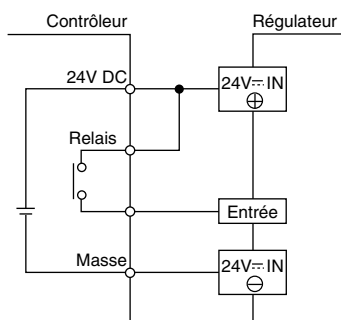 Contrôleur
Régulateur
24V DC
24V⎓IN
⊕
Relais
Entrée
Masse
24V⎓IN
⊖